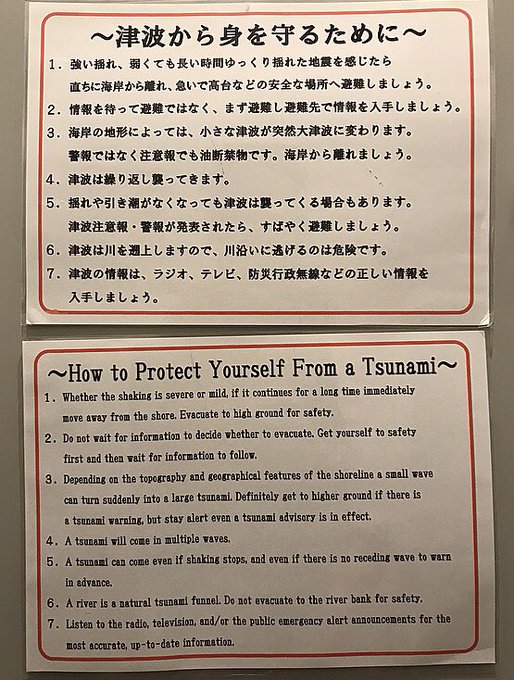 ～津波から身を守るために～
1．強い揺れ、弱くても長い時間ゆっくり揺れた地震を感じたら
直ちに海岸から離れ、急いで高台などの安全な場所へ避難しましょう。
2．情報を待って避難ではなく、まず避難し避難先で情報を入手しましょう。
3．海岸の地形によっては、小さな津波が突然大津波に変わります。
警報ではなく注意報でも油断禁物です。海岸から離れましょう。
4．津波は繰り返し襲ってきます。
5．揺れや引き潮がなくなっても津波は襲ってくる場合もあります。
津波注意報・警報が発表されたら、すばやく避難しましょう。
6．津波は川を遡上しますので、川沿いに逃げるのは危険です。
7．津波の情報は、ラジオ、テレビ、防災行政無線などの正しい情報を
入手しましょう。
～How to Protect Yourself From a Tsunami～
1．Whether the shaking is severe or mild, if it continues for a long time immediately
move away from the shore. Evacuate to high ground for safety.
2．Do not wait for information to decide whether to evacuate. Get yourself to safety
first and then wait for information to follow.
3．Depending on the topography and geographical features of the shoreline a small wave
can turn suddenly into a large tsunami. Definitely get to higher ground if there is
a tsunami warning, but stay alert even a tsunami advisory is in effect.
4．A tsunami will come in multiple waves.
5．A tsunami can come even if shaking stops, and even if there is no receding wave to warn
in advance.
6．A river is a natural tsunami funnel. Do not evacuate to the river bank for safety.
7．Listen to the radio, television, and/or the public emergency alert announcements for the
most accurate, up-to-date information.